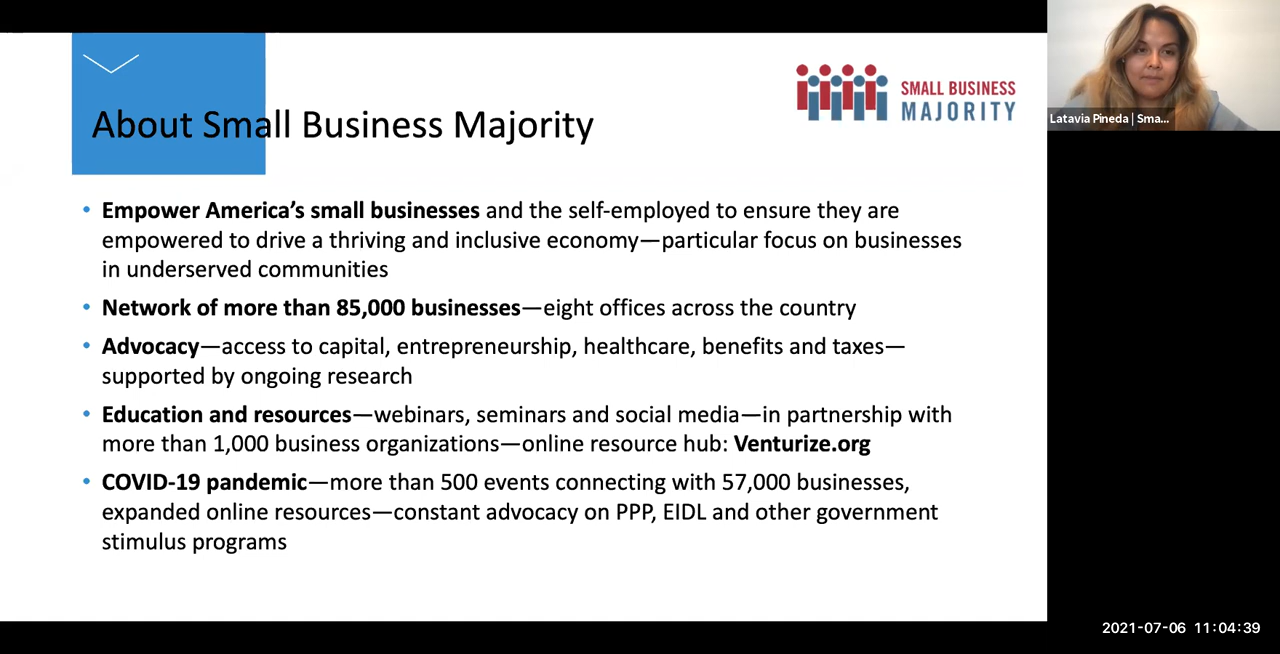 About Small Business Majority
SMALL BUSINESS
MAJORITY
Latavia Pineda | Sma...
• Empower America’s small businesses and the self-employed to ensure they are
empowered to drive a thriving and inclusive economy—particular focus on businesses
in underserved communities
• Network of more than 85,000 businesses—eight offices across the country
• Advocacy—access to capital, entrepreneurship, healthcare, benefits and taxes—
supported by ongoing research
• Education and resources—webinars, seminars and social media—in partnership with
more than 1,000 business organizations—online resource hub: Venturize.org
• COVID-19 pandemic—more than 500 events connecting with 57,000 businesses,
expanded online resources—constant advocacy on PPP, EIDL and other government
stimulus programs
2021-07-06 11:04:39